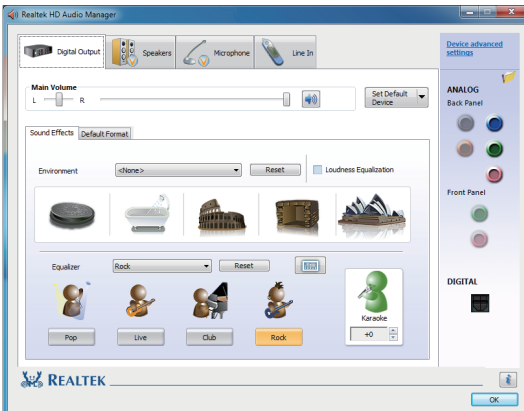 Realtek HD Audio Manager
Digital Output
Speakers
Microphone
Line In
Device advanced
settings
Main Volume
L
R
Set Default
Device
ANALOG
Back Panel
Sound Effects
Default Format
Environment
<None>
Reset
Loudness Equalization
Front Panel
Equalizer
Rock
Reset
Pop
Live
Club
Rock
Karaoke
+0
DIGITAL
REALTEK
i
OK